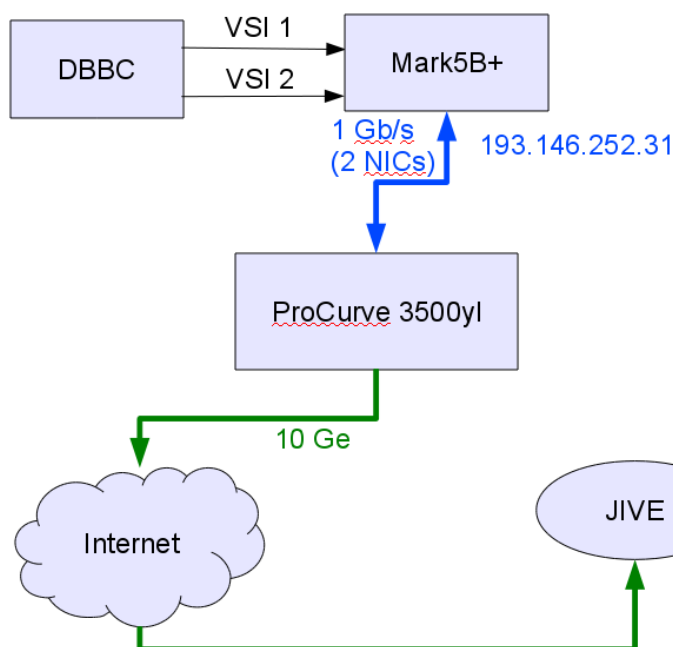 VSI 1
DBBC
Mark5B+
VSI 2
1 Gb/s
(2 NICs)
193.146.252.31
ProCurve 3500yl
10 Ge
Internet
JIVE